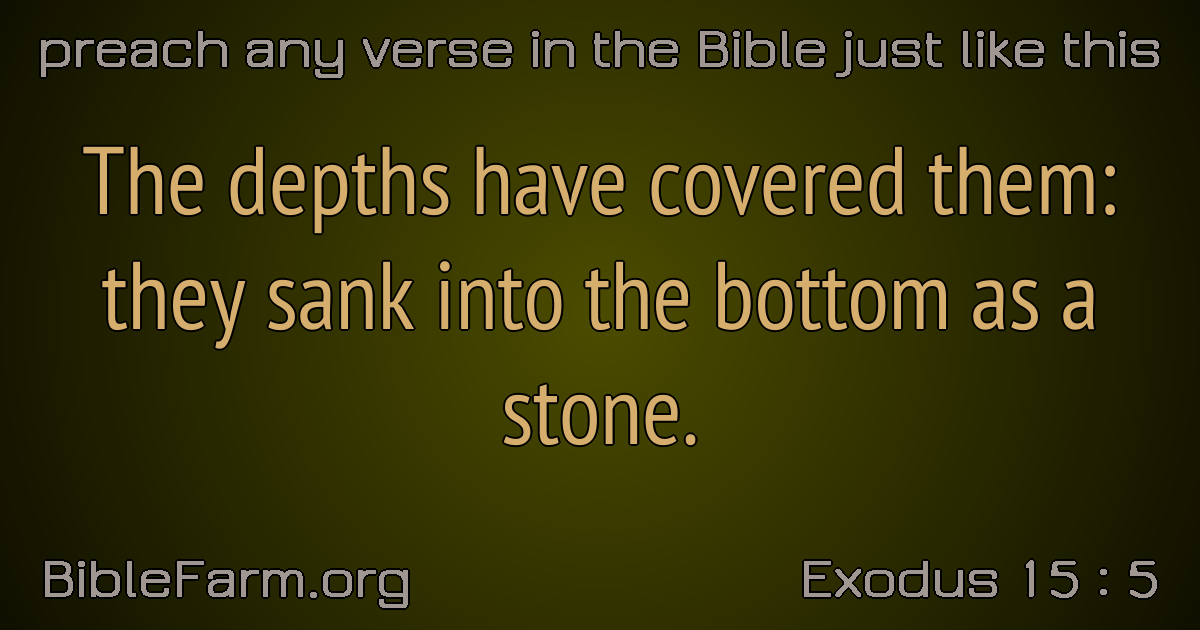 preach any verse in the Bible just like this
The depths have covered them:
they sank into the bottom as a
stone.
BibleFarm.org
Exodus 15 : 5